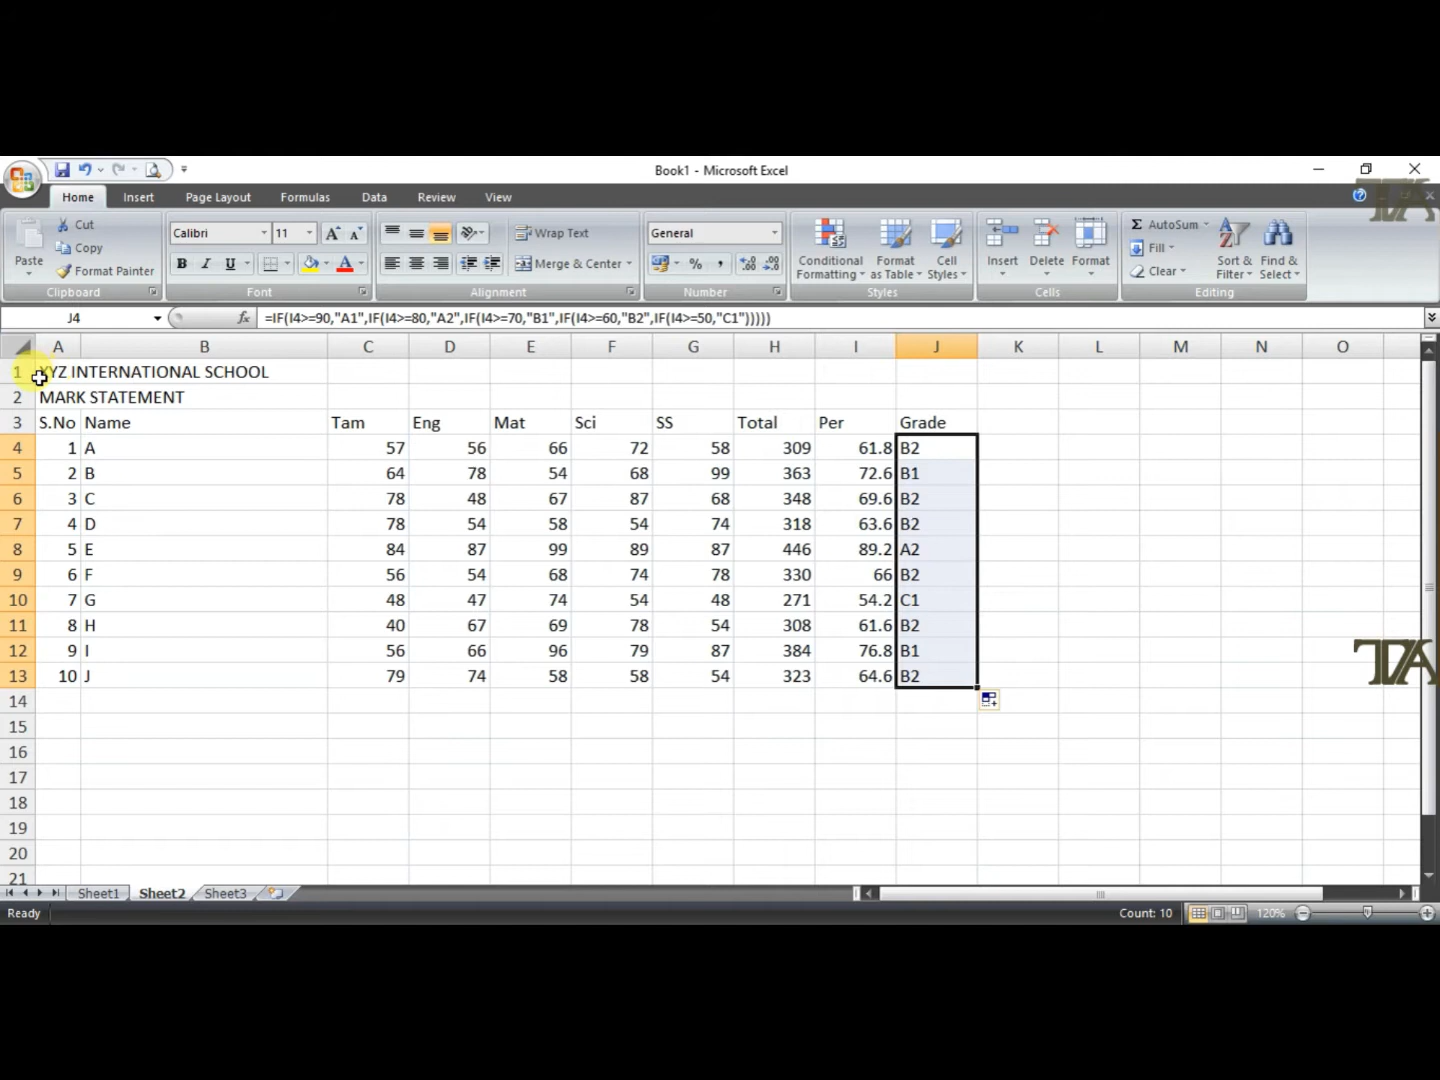 Book1 - Microsoft Excel
Home Insert Page Layout Formulas Data Review View
Paste
Cut
Copy
Format Painter
Clipboard
Calibri 11
B I U
Font
Wrap Text
Merge & Center
Alignment
General
Number
Conditional Formatting
Format as Table
Cell Styles
Styles
Insert Delete Format
Cells
AutoSum
Fill
Clear
Sort & Filter
Find & Select
Editing
J4 fx =IF(I4>=90,"A1",IF(I4>=80,"A2",IF(I4>=70,"B1",IF(I4>=60,"B2",IF(I4>=50,"C1")))))
A B C D E F G H I J K L M N O
1 XYZ INTERNATIONAL SCHOOL
2 MARK STATEMENT
3 S.No Name Tam Eng Mat Sci SS Total Per Grade
4 1 A 57 56 66 72 58 309 61.8 B2
5 2 B 64 78 54 68 99 363 72.6 B1
6 3 C 78 48 67 87 68 348 69.6 B2
7 4 D 78 54 58 54 74 318 63.6 B2
8 5 E 84 87 99 89 87 446 89.2 A2
9 6 F 56 54 68 74 78 330 66 B2
10 7 G 48 47 74 54 48 271 54.2 C1
11 8 H 40 67 69 78 54 308 61.6 B2
12 9 I 56 66 96 79 87 384 76.8 B1
13 10 J 79 74 58 58 54 323 64.6 B2
14
15
16
17
18
19
20
21
Sheet1 Sheet2 Sheet3
Ready Count: 10 120%
TA